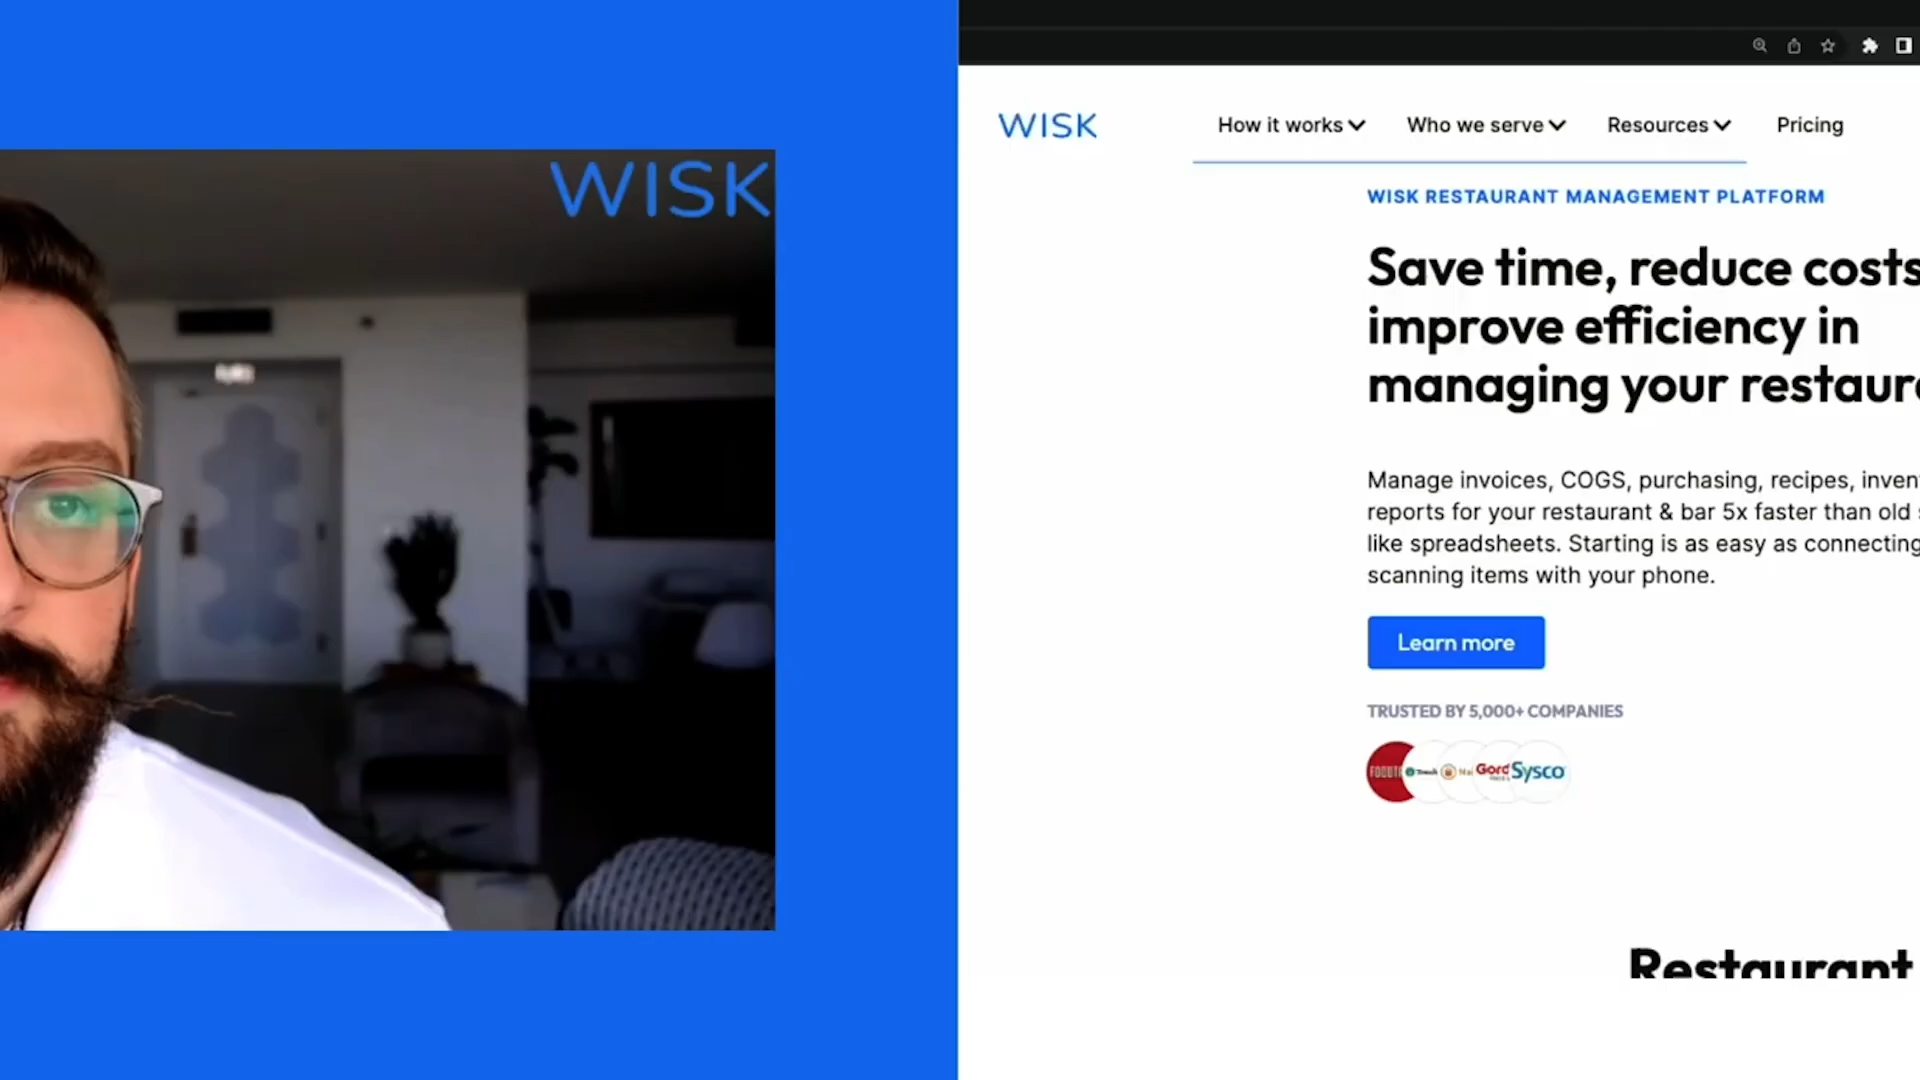 WISK
WISK
How it works
Who we serve
Resources
Pricing
WISK RESTAURANT MANAGEMENT PLATFORM
Save time, reduce costs
improve efficiency in
managing your restaur
Manage invoices, COGS, purchasing, recipes, inven
reports for your restaurant & bar 5x faster than old
like spreadsheets. Starting is as easy as connecting
scanning items with your phone.
Learn more
TRUSTED BY 5,000+ COMPANIES
Gord Sysco
Restaurant